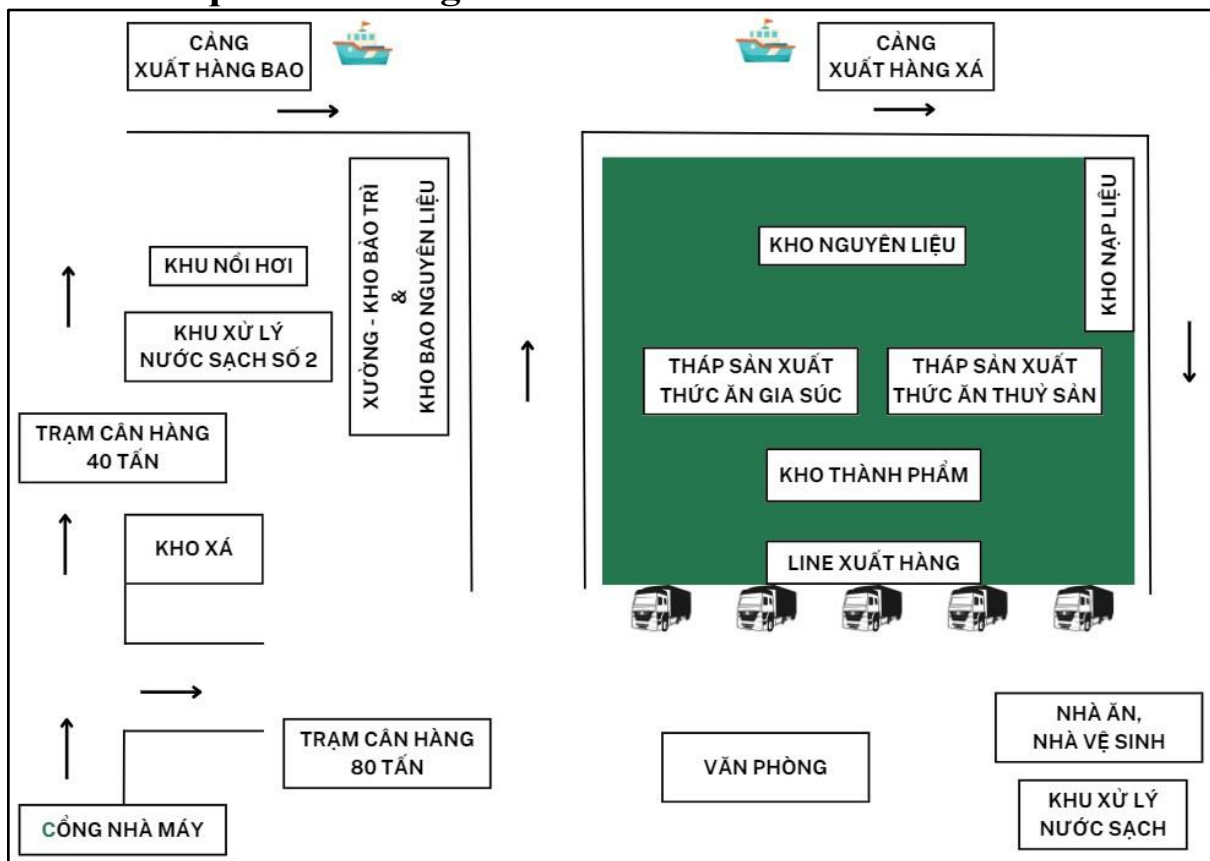 CẢNG
XUẤT HÀNG BAO
CẢNG
XUẤT HÀNG XÁ
XƯỞNG - KHO BẢO TRÌ
&
KHO BAO NGUYÊN LIỆU
KHO NGUYÊN LIỆU
KHO NẠP LIỆU
KHU NỒI HƠI
KHU XỬ LÝ
NƯỚC SẠCH SỐ 2
THÁP SẢN XUẤT
THỨC ĂN GIA SÚC
THÁP SẢN XUẤT
THỨC ĂN THUỶ SẢN
TRẠM CÂN HÀNG
40 TẤN
KHO THÀNH PHẨM
KHO XÁ
LINE XUẤT HÀNG
TRẠM CÂN HÀNG
80 TẤN
VĂN PHÒNG
NHÀ ĂN,
NHÀ VỆ SINH
KHU XỬ LÝ
NƯỚC SẠCH
CỔNG NHÀ MÁY